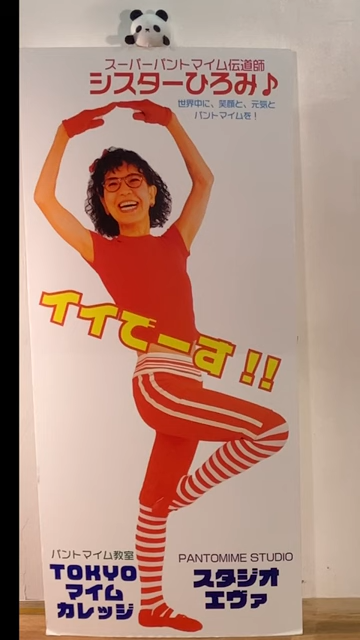 スーパーパントマイム伝道師
シスターひろみ♪
世界中に、笑顔と、元気と
パントマイムを！
イイでーす!!
パントマイム教室
TOKYO
マイム
カレッジ
PANTOMIME STUDIO
スタジオ
エヴァ